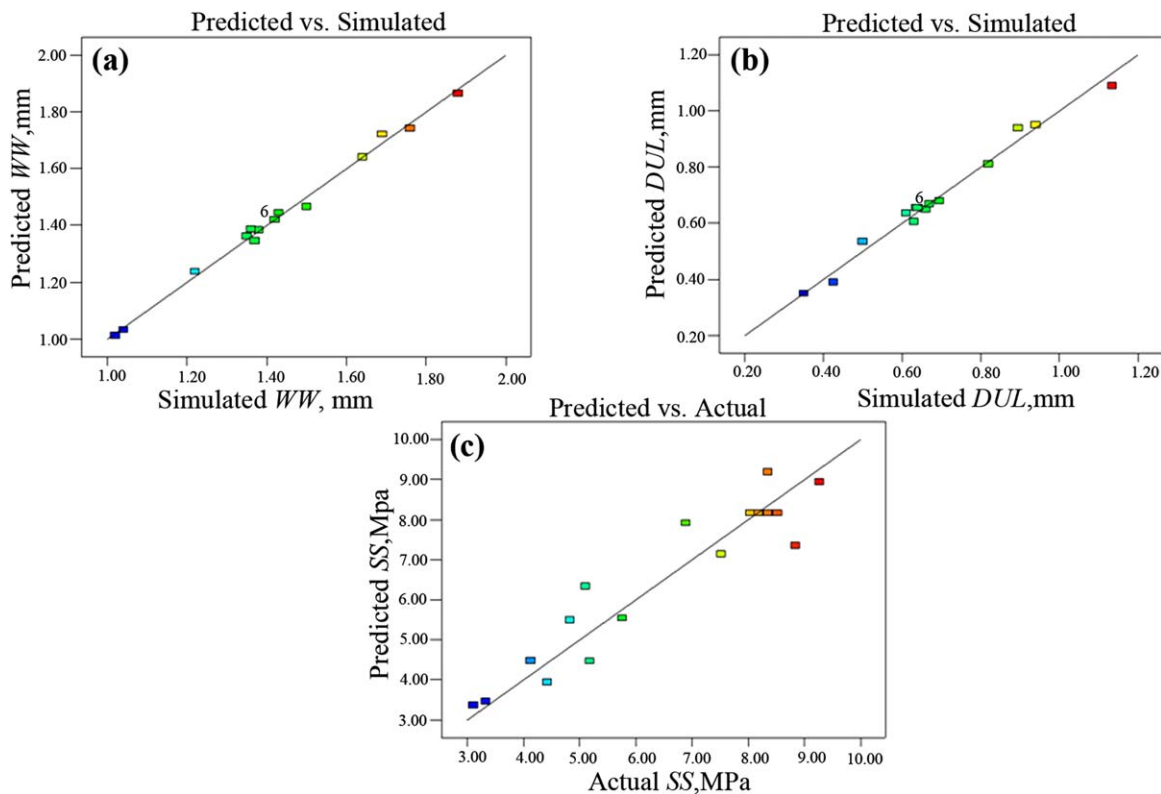 Predicted vs. Simulated
(a)
2.00
1.80
1.60
1.40
1.20
1.00
6
Predicted WW,mm
1.00 1.20 1.40 1.60 1.80 2.00
Simulated WW, mm
Predicted vs. Simulated
(b)
1.20
1.00
0.80
0.60
0.40
0.20
6
Predicted DUL,mm
0.20 0.40 0.60 0.80 1.00 1.20
Simulated DUL,mm
Predicted vs. Actual
(c)
10.00
9.00
8.00
7.00
6.00
5.00
4.00
3.00
Predicted SS,Mpa
3.00 4.00 5.00 6.00 7.00 8.00 9.00 10.00
Actual SS,MPa